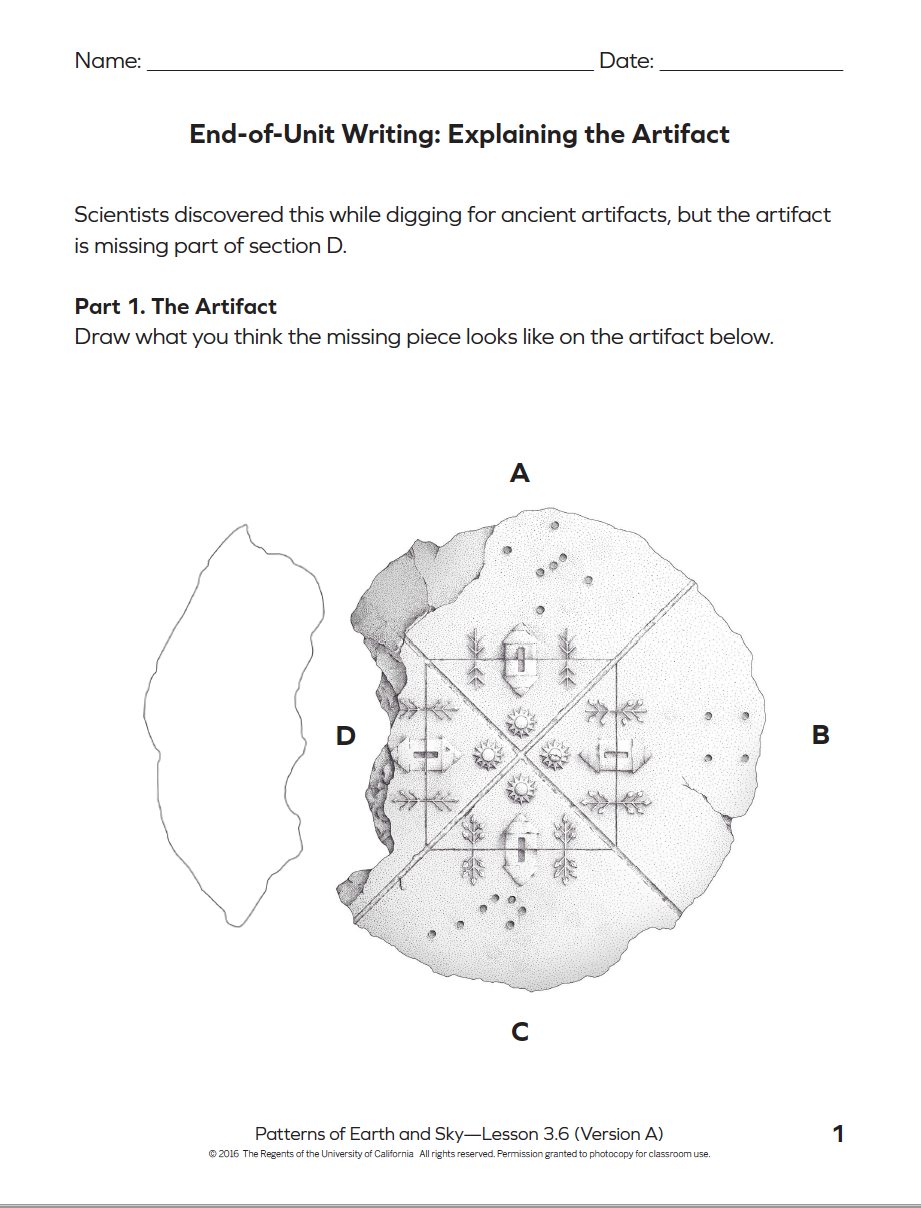 Name: Date:
End-of-Unit Writing: Explaining the Artifact
Scientists discovered this while digging for ancient artifacts, but the artifact
is missing part of section D.
Part 1. The Artifact
Draw what you think the missing piece looks like on the artifact below.
A
D
B
C
Patterns of Earth and Sky—Lesson 3.6 (Version A)
1
© 2016 The Regents of the University of California All rights reserved. Permission granted to photocopy for classroom use.